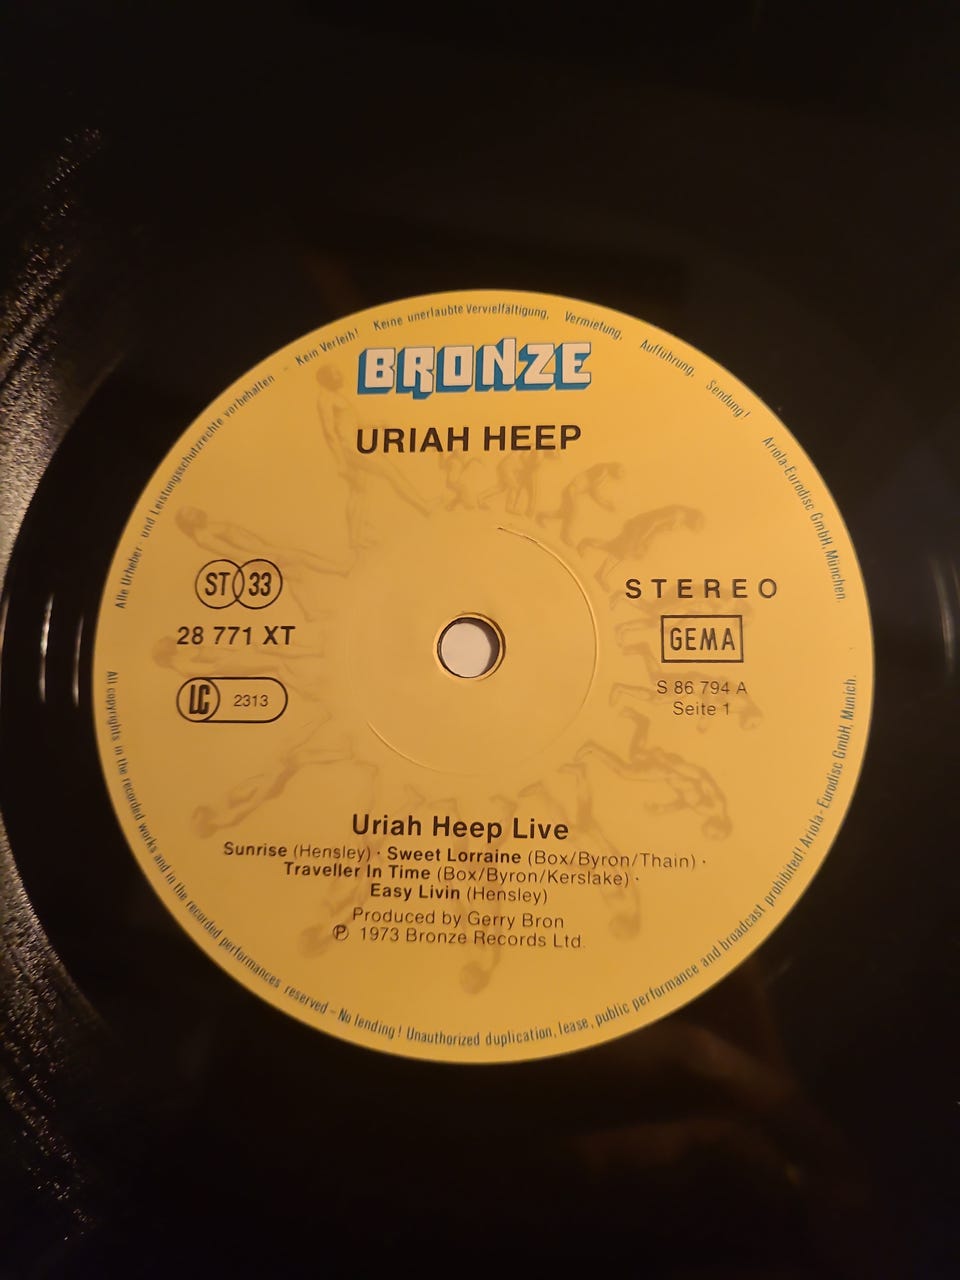 Alle Urheber- und Leistungsschutzrechte vorbehalten - Kein Verleih! Keine unerlaubte Vervielfältigung, Vermietung, Aufführung, Sendung!
Ariola-Eurodisc GmbH, München.
BRONZE
URIAH HEEP
ST 33
28 771 XT
LC 2313
STEREO
GEMA
S 86 794 A
Seite 1
Uriah Heep Live
Sunrise (Hensley) · Sweet Lorraine (Box/Byron/Thain) ·
Traveller In Time (Box/Byron/Kerslake) ·
Easy Livin (Hensley)
Produced by Gerry Bron
℗ 1973 Bronze Records Ltd.
All copyrights in the recorded works and in the recorded performances reserved - No lending! Unauthorized duplication, lease, public performance and broadcast prohibited! Ariola-Eurodisc GmbH, Munich.